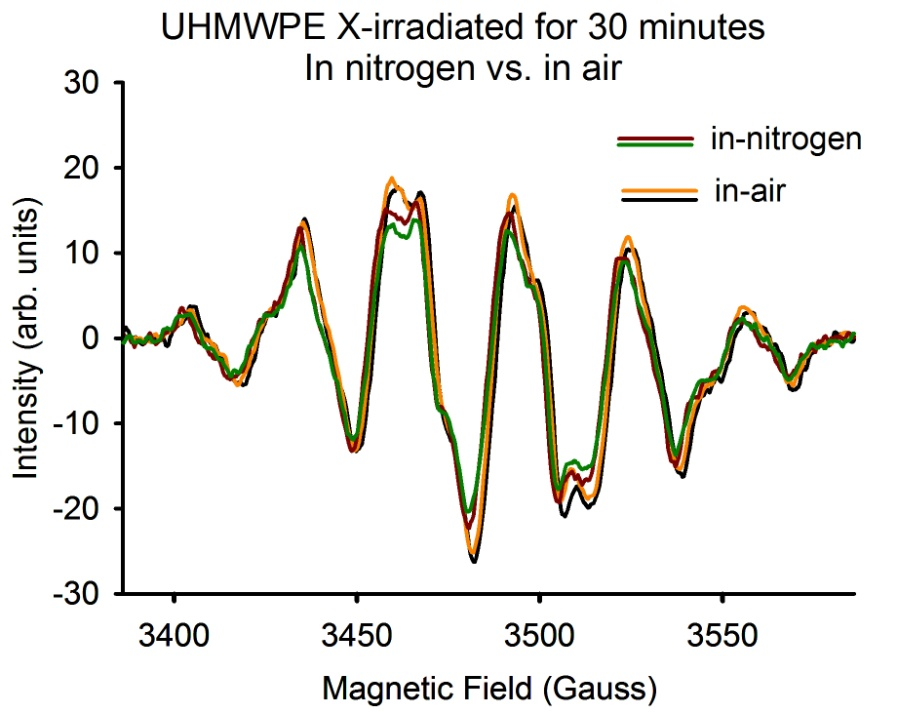 UHMWPE X-irradiated for 30 minutes
In nitrogen vs. in air
30
20
10
0
-10
-20
-30
Intensity (arb. units)
in-nitrogen
in-air
3400 3450 3500 3550
Magnetic Field (Gauss)